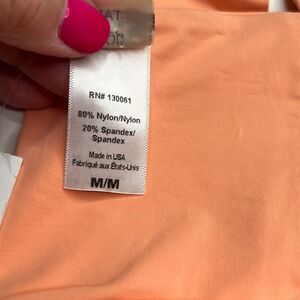 RN# 130061
80% Nylon/Nylon
20% Spandex/
Spandex
Made in USA
Fabriqué aux États-Unis
M/M